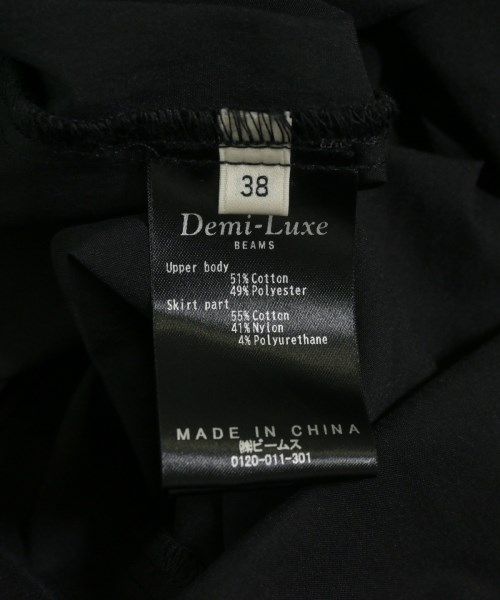 38
Demi-Luxe
BEAMS
Upper body
51%Cotton
49%Polyester
Skirt part
55%Cotton
41%Nylon
4%Polyurethane
MADE IN CHINA
㈱ビームス
0120-011-301